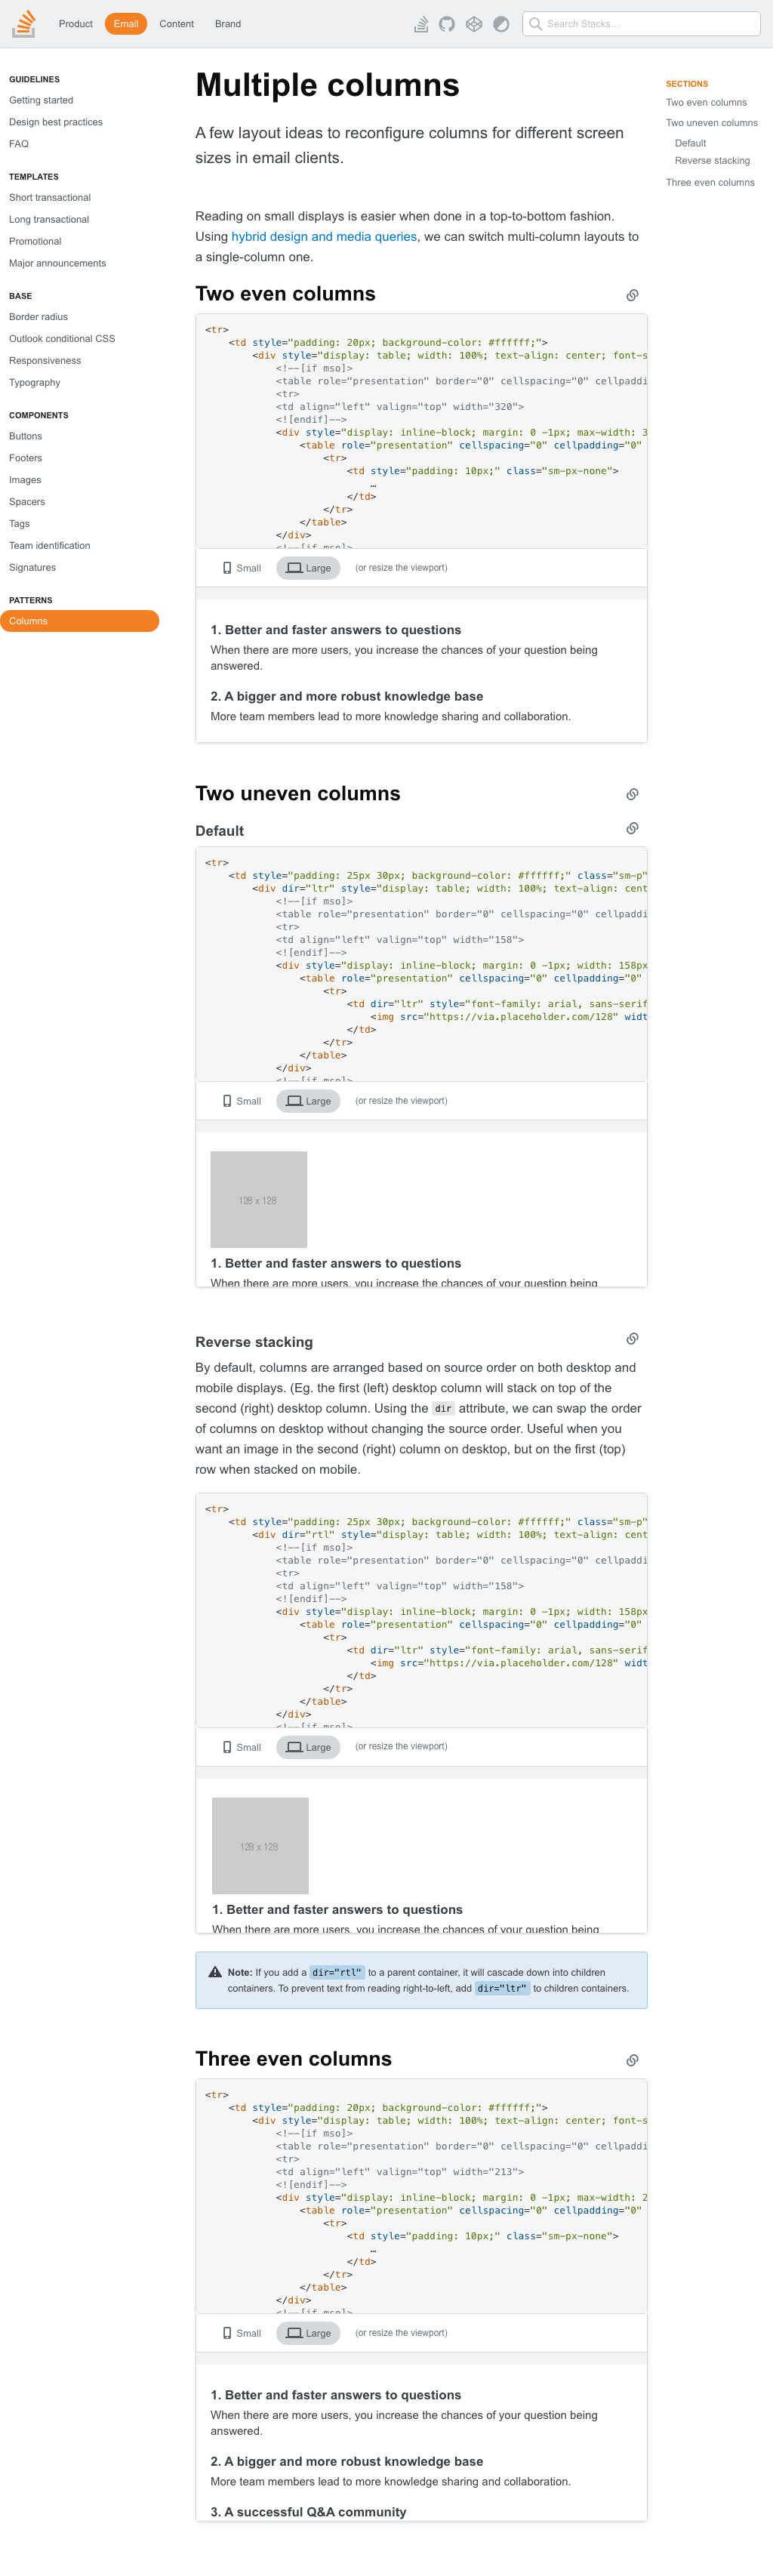 Product Email Content Brand Search Stacks…
GUIDELINES
Getting started
Design best practices
FAQ
TEMPLATES
Short transactional
Long transactional
Promotional
Major announcements
BASE
Border radius
Outlook conditional CSS
Responsiveness
Typography
COMPONENTS
Buttons
Footers
Images
Spacers
Tags
Team identification
Signatures
PATTERNS
Columns
Multiple columns
A few layout ideas to reconfigure columns for different screen
sizes in email clients.
Reading on small displays is easier when done in a top-to-bottom fashion.
Using hybrid design and media queries, we can switch multi-column layouts to
a single-column one.
Two even columns
<tr>
<td style="padding: 20px; background-color: #ffffff;">
<div style="display: table; width: 100%; text-align: center; font-s
<!--[if mso]>
<table role="presentation" border="0" cellspacing="0" cellpaddi
<tr>
<td align="left" valign="top" width="320">
<![endif]-->
<div style="display: inline-block; margin: 0 -1px; max-width: 3
<table role="presentation" cellspacing="0" cellpadding="0"
<tr>
<td style="padding: 10px;" class="sm-px-none">
…
</td>
</tr>
</table>
</div>
<!--[if mso]>
Small Large (or resize the viewport)
1. Better and faster answers to questions
When there are more users, you increase the chances of your question being
answered.
2. A bigger and more robust knowledge base
More team members lead to more knowledge sharing and collaboration.
Two uneven columns
Default
<tr>
<td style="padding: 25px 30px; background-color: #ffffff;" class="sm-p"
<div dir="ltr" style="display: table; width: 100%; text-align: cent
<!--[if mso]>
<table role="presentation" border="0" cellspacing="0" cellpaddi
<tr>
<td align="left" valign="top" width="158">
<![endif]-->
<div style="display: inline-block; margin: 0 -1px; width: 158px
<table role="presentation" cellspacing="0" cellpadding="0"
<tr>
<td dir="ltr" style="font-family: arial, sans-serif
<img src="https://via.placeholder.com/128" widt
</td>
</tr>
</table>
</div>
<!--[if mso]>
Small Large (or resize the viewport)
128 x 128
1. Better and faster answers to questions
When there are more users, you increase the chances of your question being
Reverse stacking
By default, columns are arranged based on source order on both desktop and
mobile displays. (Eg. the first (left) desktop column will stack on top of the
second (right) desktop column. Using the dir attribute, we can swap the order
of columns on desktop without changing the source order. Useful when you
want an image in the second (right) column on desktop, but on the first (top)
row when stacked on mobile.
<tr>
<td style="padding: 25px 30px; background-color: #ffffff;" class="sm-p"
<div dir="rtl" style="display: table; width: 100%; text-align: cent
<!--[if mso]>
<table role="presentation" border="0" cellspacing="0" cellpaddi
<tr>
<td align="left" valign="top" width="158">
<![endif]-->
<div style="display: inline-block; margin: 0 -1px; width: 158px
<table role="presentation" cellspacing="0" cellpadding="0"
<tr>
<td dir="ltr" style="font-family: arial, sans-serif
<img src="https://via.placeholder.com/128" widt
</td>
</tr>
</table>
</div>
<!--[if mso]>
Small Large (or resize the viewport)
128 x 128
1. Better and faster answers to questions
When there are more users, you increase the chances of your question being
Note: If you add a dir="rtl" to a parent container, it will cascade down into children
containers. To prevent text from reading right-to-left, add dir="ltr" to children containers.
Three even columns
<tr>
<td style="padding: 20px; background-color: #ffffff;">
<div style="display: table; width: 100%; text-align: center; font-s
<!--[if mso]>
<table role="presentation" border="0" cellspacing="0" cellpaddi
<tr>
<td align="left" valign="top" width="213">
<![endif]-->
<div style="display: inline-block; margin: 0 -1px; max-width: 2
<table role="presentation" cellspacing="0" cellpadding="0"
<tr>
<td style="padding: 10px;" class="sm-px-none">
…
</td>
</tr>
</table>
</div>
<!--[if mso]>
Small Large (or resize the viewport)
1. Better and faster answers to questions
When there are more users, you increase the chances of your question being
answered.
2. A bigger and more robust knowledge base
More team members lead to more knowledge sharing and collaboration.
3. A successful Q&A community
SECTIONS
Two even columns
Two uneven columns
Default
Reverse stacking
Three even columns